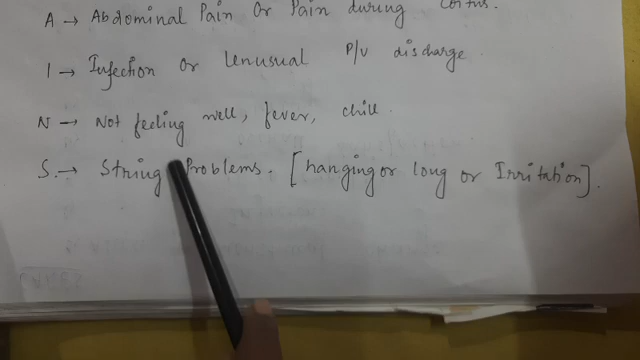 A → Abdominal Pain Or Pain during Coitus.
I → Infection Or Unusual P/V discharge
N → Not feeling well, fever, chill.
S → String Problems. [hanging or long or Irritation].